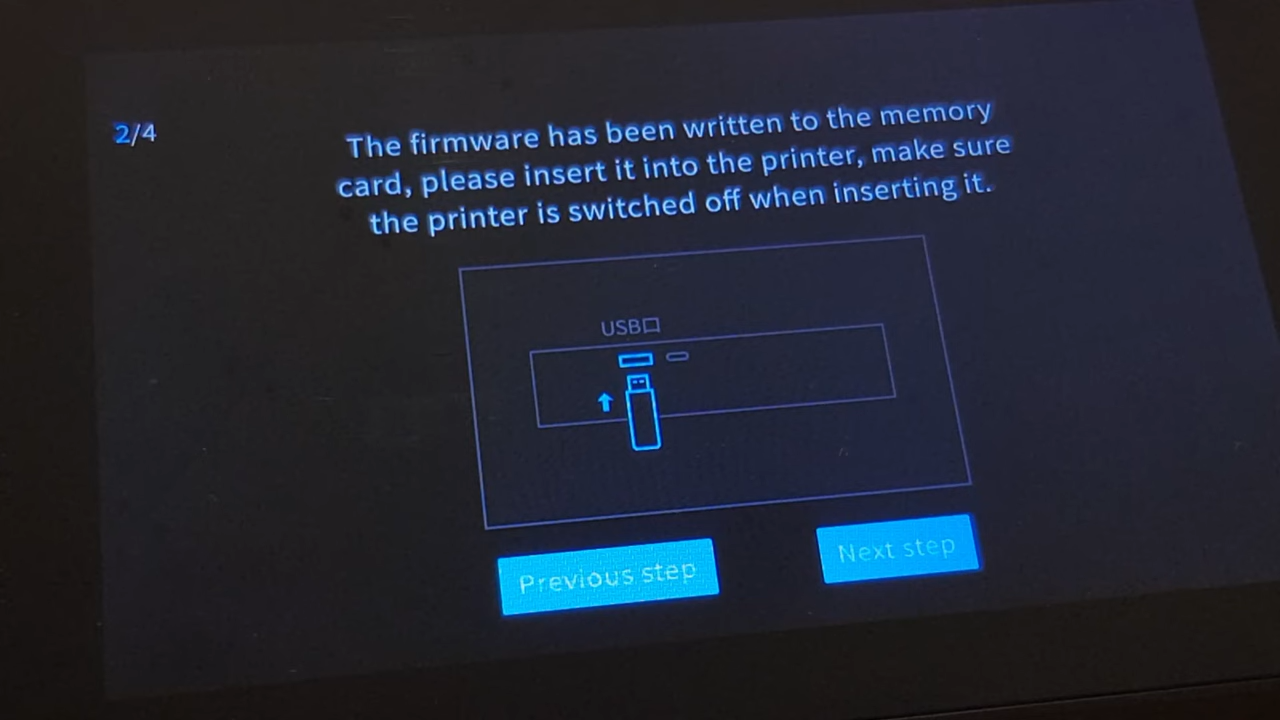 2/4
The firmware has been written to the memory
card, please insert it into the printer, make sure
the printer is switched off when inserting it.
USB口
Previous step
Next step